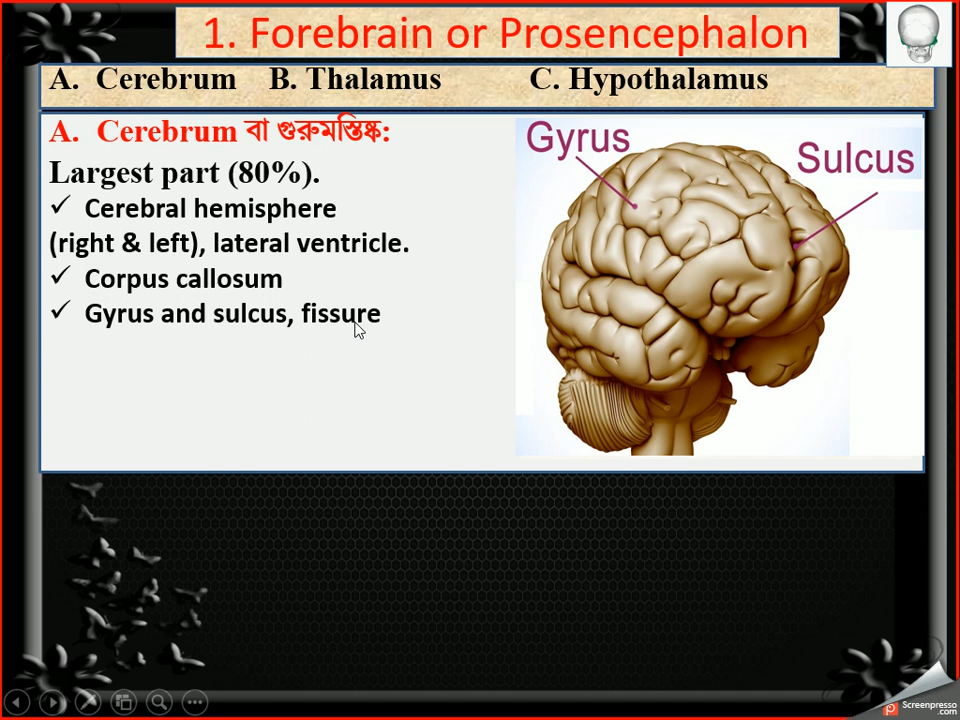 1. Forebrain or Prosencephalon
A. Cerebrum B. Thalamus C. Hypothalamus
A. Cerebrum বা গুরুমস্তিষ্ক:
Largest part (80%).
✓ Cerebral hemisphere
(right & left), lateral ventricle.
✓ Corpus callosum
✓ Gyrus and sulcus, fissure
Gyrus
Sulcus
Screenpresso
.com